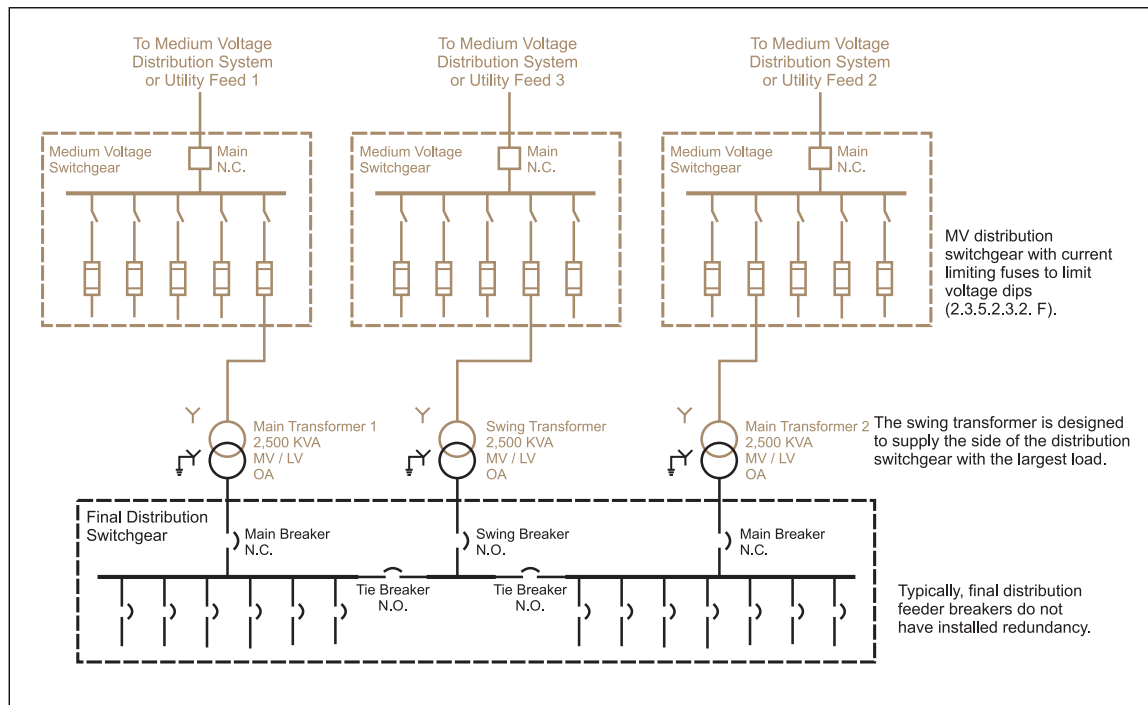 To Medium Voltage
Distribution System
or Utility Feed 1
To Medium Voltage
Distribution System
or Utility Feed 3
To Medium Voltage
Distribution System
or Utility Feed 2
Medium Voltage
Switchgear
Main
N.C.
Medium Voltage
Switchgear
Main
N.C.
Medium Voltage
Switchgear
Main
N.C.
MV distribution
switchgear with current
limiting fuses to limit
voltage dips
(2.3.5.2.3.2. F).
Main Transformer 1
2,500 KVA
MV / LV
OA
Swing Transformer
2,500 KVA
MV / LV
OA
Main Transformer 2
2,500 KVA
MV / LV
OA
The swing transformer is designed
to supply the side of the distribution
switchgear with the largest load.
Final Distribution
Switchgear
Main Breaker
N.C.
Swing Breaker
N.O.
Main Breaker
N.C.
Tie Breaker
N.O.
Tie Breaker
N.O.
Typically, final distribution
feeder breakers do not
have installed redundancy.